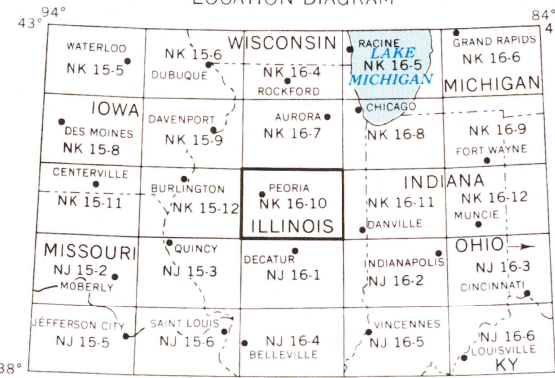 LOCATION DIAGRAM
43° 94° 84°
4
WATERLOO
NK 15-5
NK 15-6
DUBUQUE
WISCONSIN
NK 16-4
ROCKFORD
RACINE
NK 16-5
LAKE
MICHIGAN
GRAND RAPIDS
NK 16-6
MICHIGAN
IOWA
DES MOINES
NK 15-8
DAVENPORT
NK 15-9
AURORA
NK 16-7
CHICAGO
NK 16-8
NK 16-9
FORT WAYNE
CENTERVILLE
NK 15-11
BURLINGTON
NK 15-12
PEORIA
NK 16-10
ILLINOIS
INDIANA
NK 16-11
DANVILLE
NK 16-12
MUNCIE
MISSOURI
NJ 15-2
MOBERLY
QUINCY
NJ 15-3
DECATUR
NJ 16-1
INDIANAPOLIS
NJ 16-2
OHIO
NJ 16-3
CINCINNATI
JEFFERSON CITY
NJ 15-5
SAINT LOUIS
NJ 15-6
NJ 16-4
BELLEVILLE
VINCENNES
NJ 16-5
NJ 16-6
LOUISVILLE
KY
38°